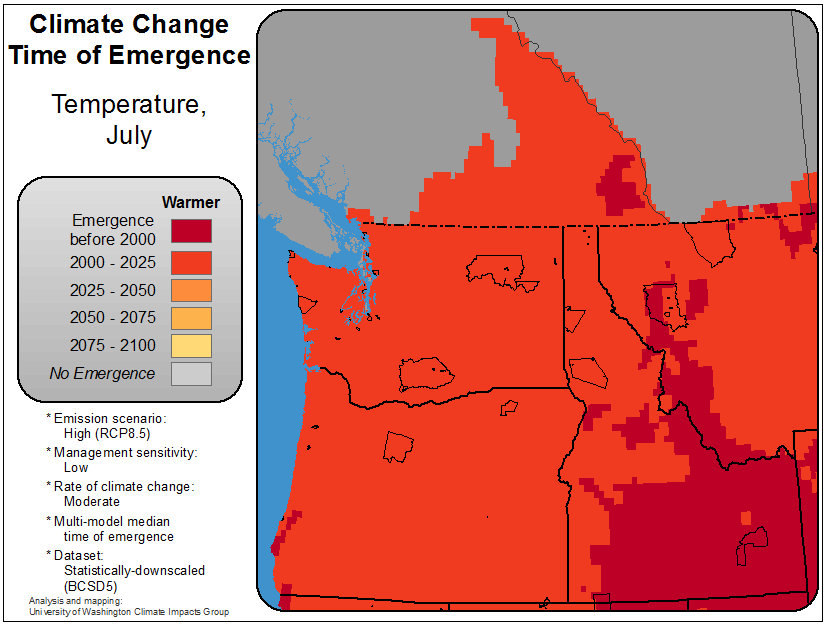 Climate Change
Time of Emergence
Temperature,
July
Warmer
Emergence
before 2000
2000 - 2025
2025 - 2050
2050 - 2075
2075 - 2100
No Emergence
* Emission scenario:
High (RCP8.5)
* Management sensitivity:
Low
* Rate of climate change:
Moderate
* Multi-model median
time of emergence
* Dataset:
Statistically-downscaled
(BCSD5)
Analysis and mapping:
University of Washington Climate Impacts Group